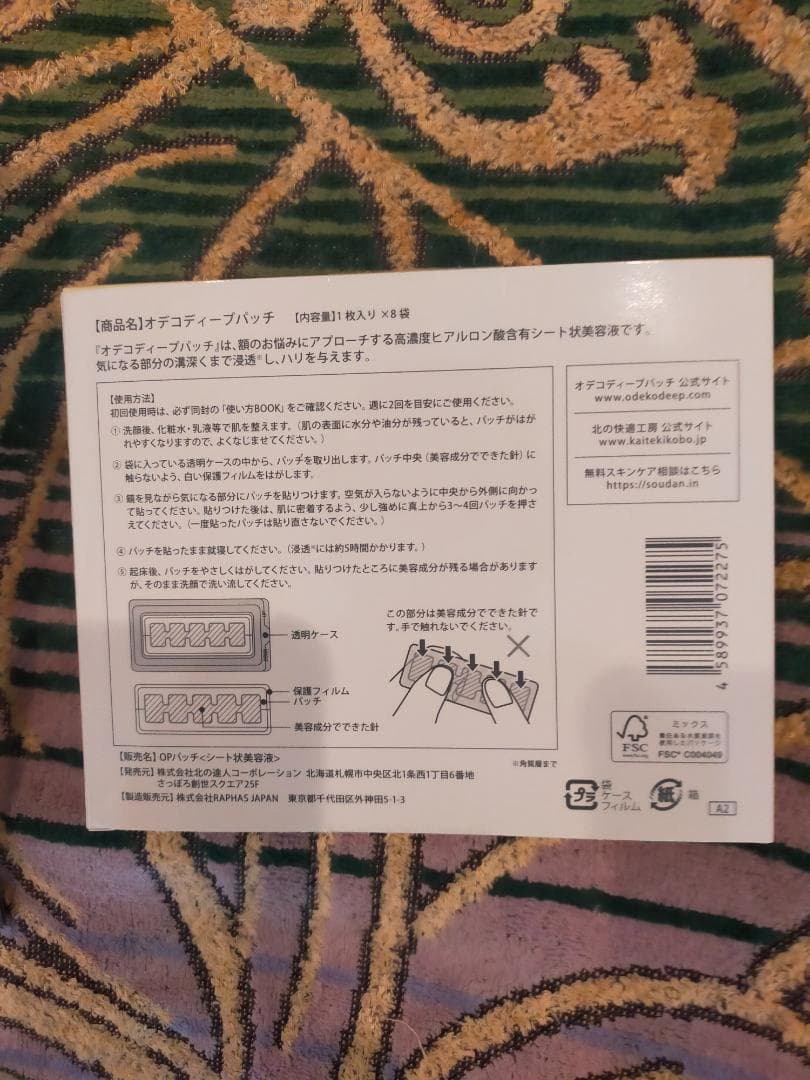 【商品名】オデコディープパッチ 【内容量】1枚入り ×8袋
『オデコディープパッチ』は、額のお悩みにアプローチする高濃度ヒアルロン酸含有シート状美容液です。
気になる部分の溝深くまで浸透※し、ハリを与えます。
【使用方法】
初回使用時は、必ず同封の「使い方BOOK」をご確認ください。週に2回を目安にご使用ください。
① 洗顔後、化粧水・乳液等で肌を整えます。（肌の表面に水分や油分が残っていると、パッチがはが
れやすくなりますので、よくなじませてください。）
② 袋に入っている透明ケースの中から、パッチを取り出します。パッチ中央（美容成分でできた針）に
触らないよう、白い保護フィルムをはがします。
③ 鏡を見ながら気になる部分にパッチを貼りつけます。空気が入らないように中央から外側に向かっ
て貼ってください。貼りつけた後は、肌に密着するよう、少し強めに真上から3〜4回パッチを押さ
えてください。（一度貼ったパッチは貼り直さないでください。）
④ パッチを貼ったまま就寝してください。（浸透※には約5時間かかります。）
⑤ 起床後、パッチをやさしくはがしてください。貼りつけたところに美容成分が残る場合があります
が、そのまま洗顔で洗い流してください。
透明ケース
保護フィルム
パッチ
美容成分でできた針
この部分は美容成分でできた針で
す。手で触れないでください。
【販売名】OPパッチ<シート状美容液>
※角質層まで
【発売元】株式会社北の達人コーポレーション 北海道札幌市中央区北1条西1丁目6番地
さっぽろ創世スクエア25F
【製造販売元】株式会社RAPHAS JAPAN 東京都千代田区外神田5-1-3
オデコディープパッチ 公式サイト
www.odekodeep.com
北の快適工房 公式サイト
www.kaitekikobo.jp
無料スキンケア相談はこちら
https://soudan.in
4 589937 072275
FSC
www.fsc.org
ミックス
責任ある木質資源を
使用したパッケージ
FSC® C004049
プラ
袋
ケース
フィルム
紙
箱
A2